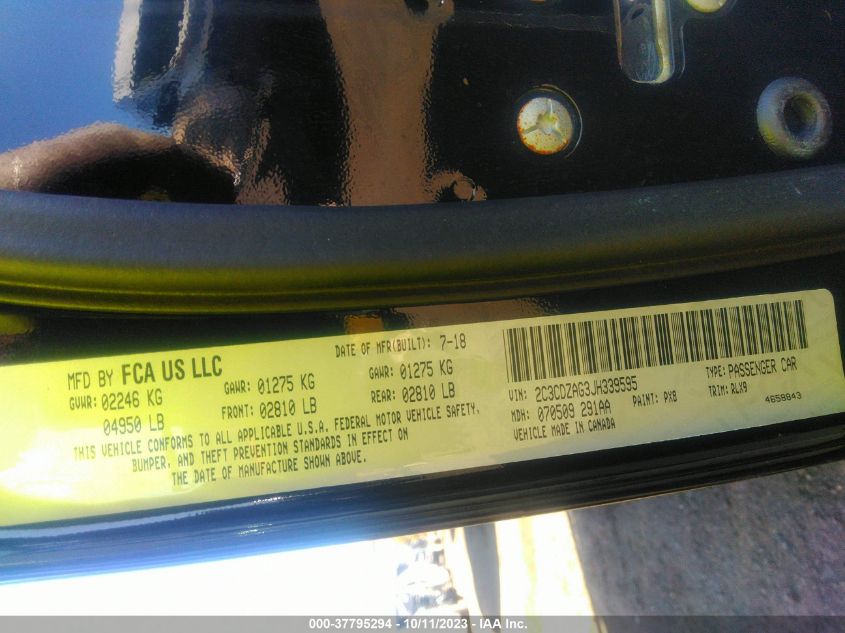 MFD BY FCA US LLC
DATE OF MFR(BUILT): 7-18
GVWR: 02246 KG
04950 LB
GAWR: 01275 KG
FRONT: 02810 LB
GAWR: 01275 KG
REAR: 02810 LB
THIS VEHICLE CONFORMS TO ALL APPLICABLE U.S.A. FEDERAL MOTOR VEHICLE SAFETY,
BUMPER, AND THEFT PREVENTION STANDARDS IN EFFECT ON
THE DATE OF MANUFACTURE SHOWN ABOVE.
VIN: 2C3CDZAG3JH339595
TYPE: PASSENGER CAR
MDH: 070509 291AA
PAINT: PX8
TRIM: RLX9
VEHICLE MADE IN CANADA
4658843
000-37795294 - 10/11/2023 - IAA Inc.